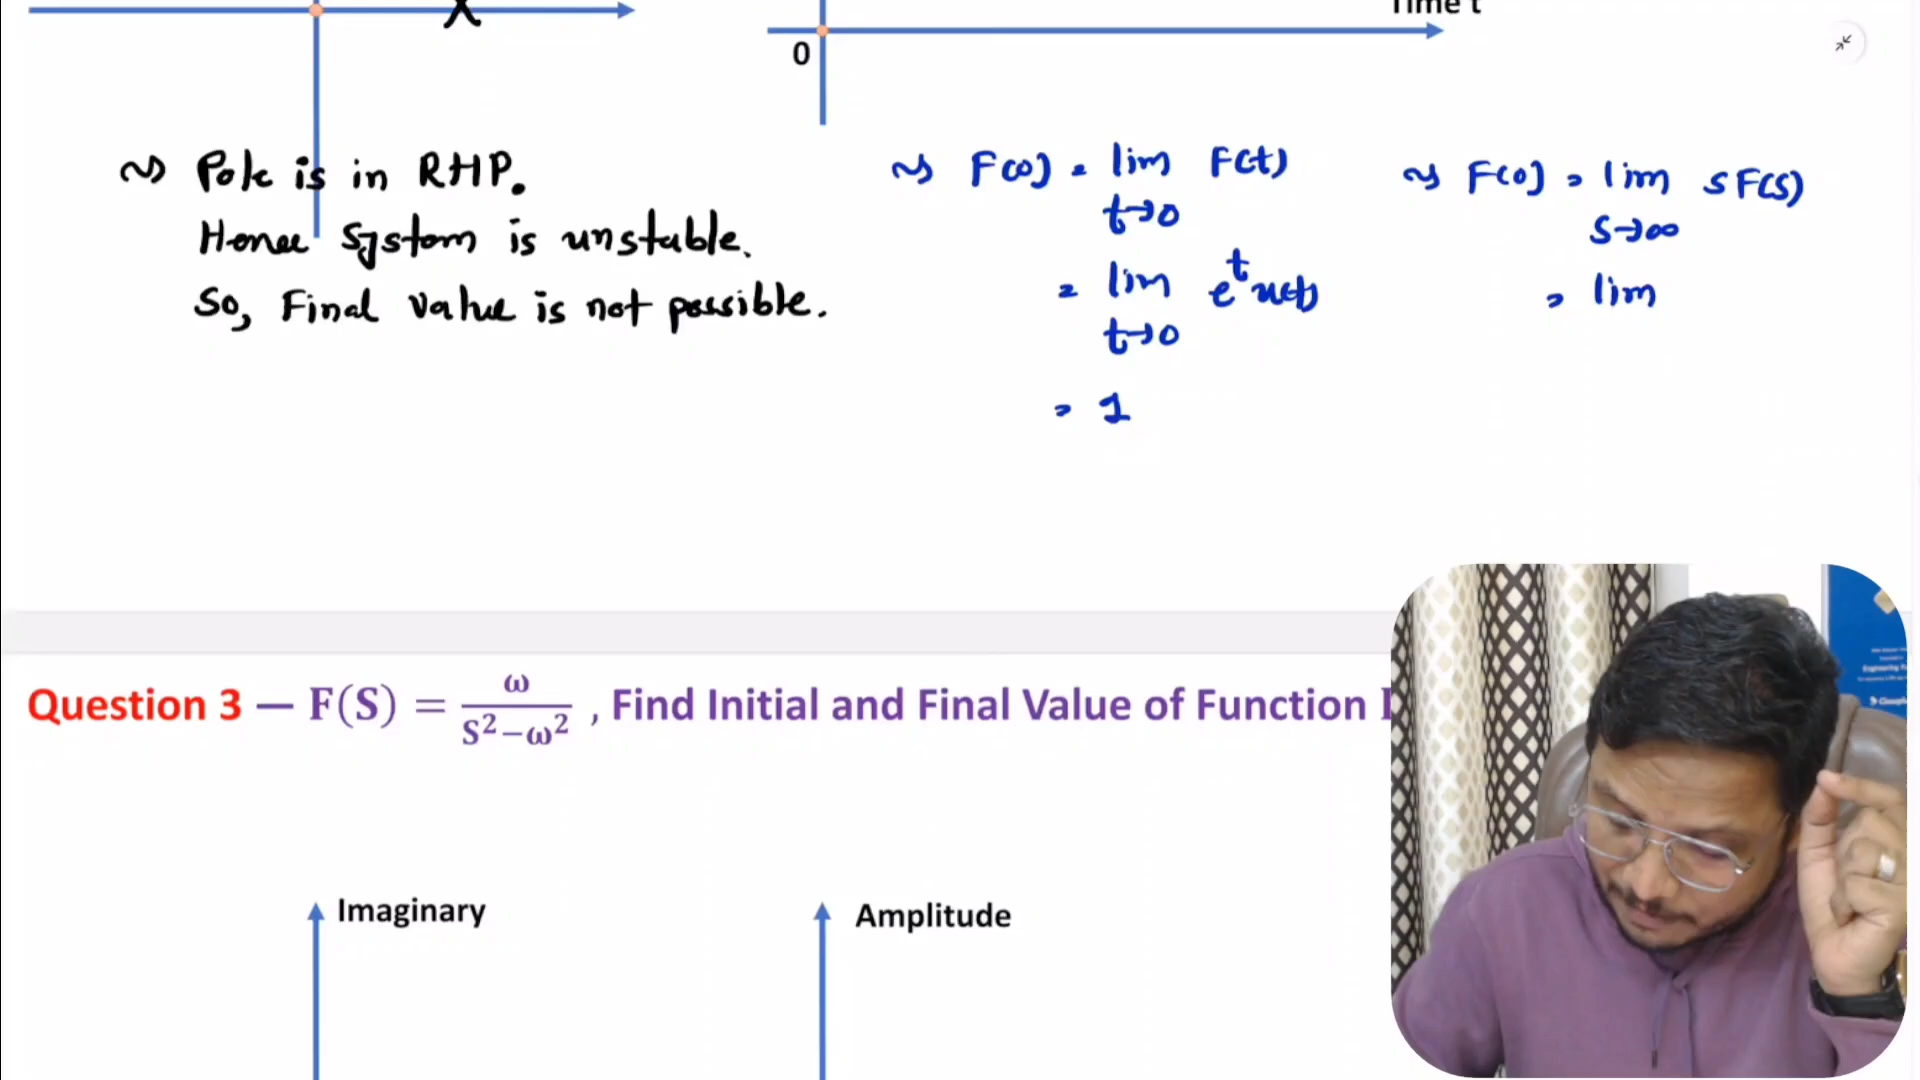 Time t
0
~ Pole is in RHP.
Hence System is unstable.
So, Final Value is not possible.
~ F(0) = lim F(t)
t→0
= lim e^t u(t)
t→0
= 1
~ F(0) = lim S F(S)
S→∞
= lim
Question 3 — F(S) = ω / S² − ω² , Find Initial and Final Value of Function
Imaginary
Amplitude